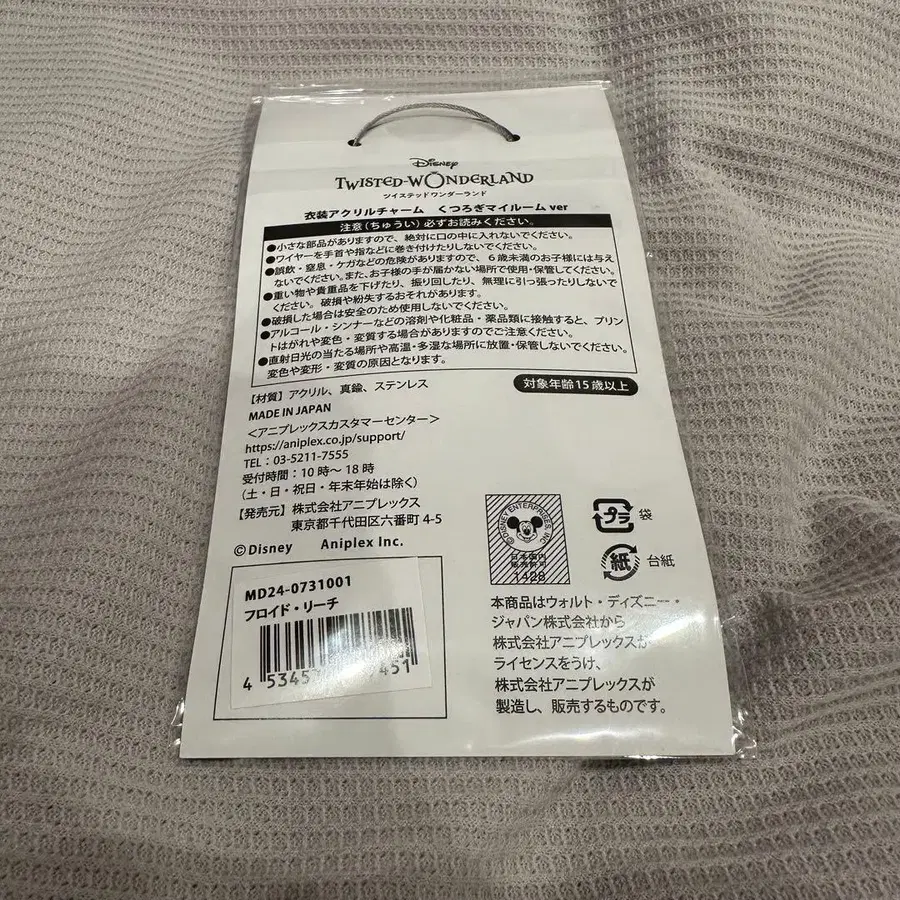 Disney
TWISTED-WONDERLAND
ツイステッドワンダーランド
衣装アクリルチャーム くつろぎマイルーム ver
注意（ちゅうい）必ずお読みください。
●小さな部品がありますので、絶対に口の中に入れないでください。
●ワイヤーを手首や指などに巻き付けたりしないでください。
●誤飲・窒息・ケガなどの危険がありますので、６歳未満のお子様には与え
ないでください。また、お子様の手が届かない場所で使用・保管してください。
●重い物や貴重品を下げたり、振り回したり、無理に引っ張ったりしないで
ください。破損や紛失するおそれがあります。
●破損した場合は安全のため使用しないでください。
●アルコール・シンナーなどの溶剤や化粧品・薬品類に接触すると、プリン
トはがれや変色・変質する場合がありますのでご注意ください。
●直射日光の当たる場所や高温・多湿な場所に放置・保管しないでください。
変色や変形・変質の原因となります。
【材質】アクリル、真鍮、ステンレス
対象年齢15歳以上
MADE IN JAPAN
＜アニプレックスカスタマーセンター＞
https://aniplex.co.jp/support/
TEL：03-5211-7555
受付時間：10時～18時
（土・日・祝日・年末年始は除く）
【発売元】株式会社アニプレックス
東京都千代田区六番町 4-5
©Disney Aniplex Inc.
MD24-0731001
フロイド・リーチ
4 53457 451
©DISNEY ENTERPRISES, INC.
日本国内
販売許可
1428
プラ 袋
紙 台紙
本商品はウォルト・ディズニー・
ジャパン株式会社から
株式会社アニプレックスが
ライセンスをうけ、
株式会社アニプレックスが
製造し、販売するものです。